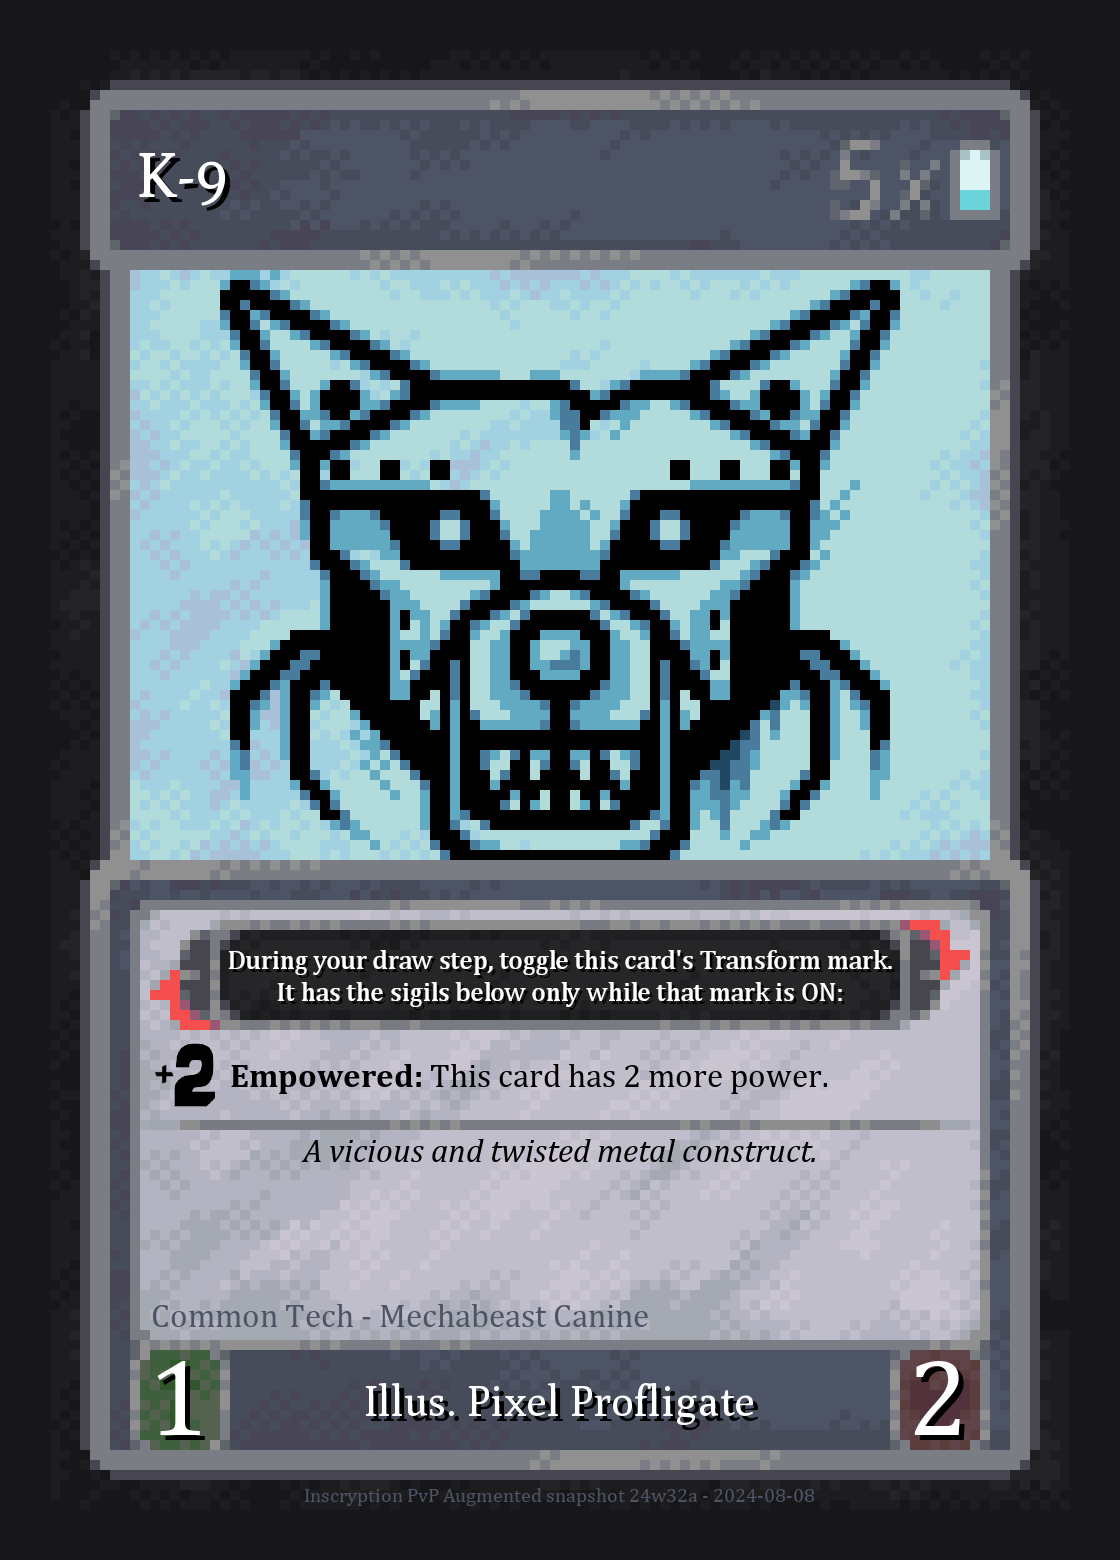 K-9
5x
During your draw step, toggle this card's Transform mark.
It has the sigils below only while that mark is ON:
+2 Empowered: This card has 2 more power.
A vicious and twisted metal construct.
Common Tech - Mechabeast Canine
1 Illus. Pixel Profligate 2
Inscryption PvP Augmented snapshot 24w32a - 2024-08-08